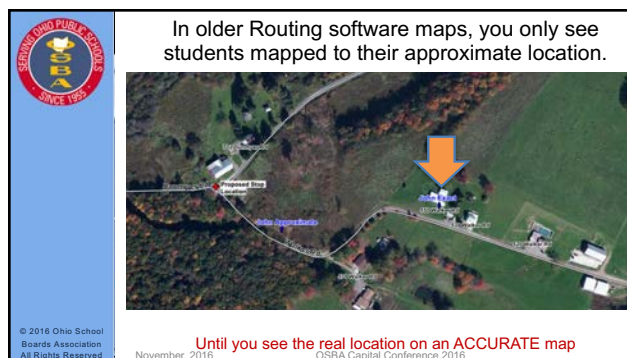 In older Routing software maps, you only see
students mapped to their approximate location.
SERVING OHIO PUBLIC SCHOOLS
OSBA
SINCE 1955
Proposed Stop
Location
John Approximate
John Exact
Until you see the real location on an ACCURATE map
© 2016 Ohio School
Boards Association
All Rights Reserved
November, 2016
OSBA Capital Conference 2016